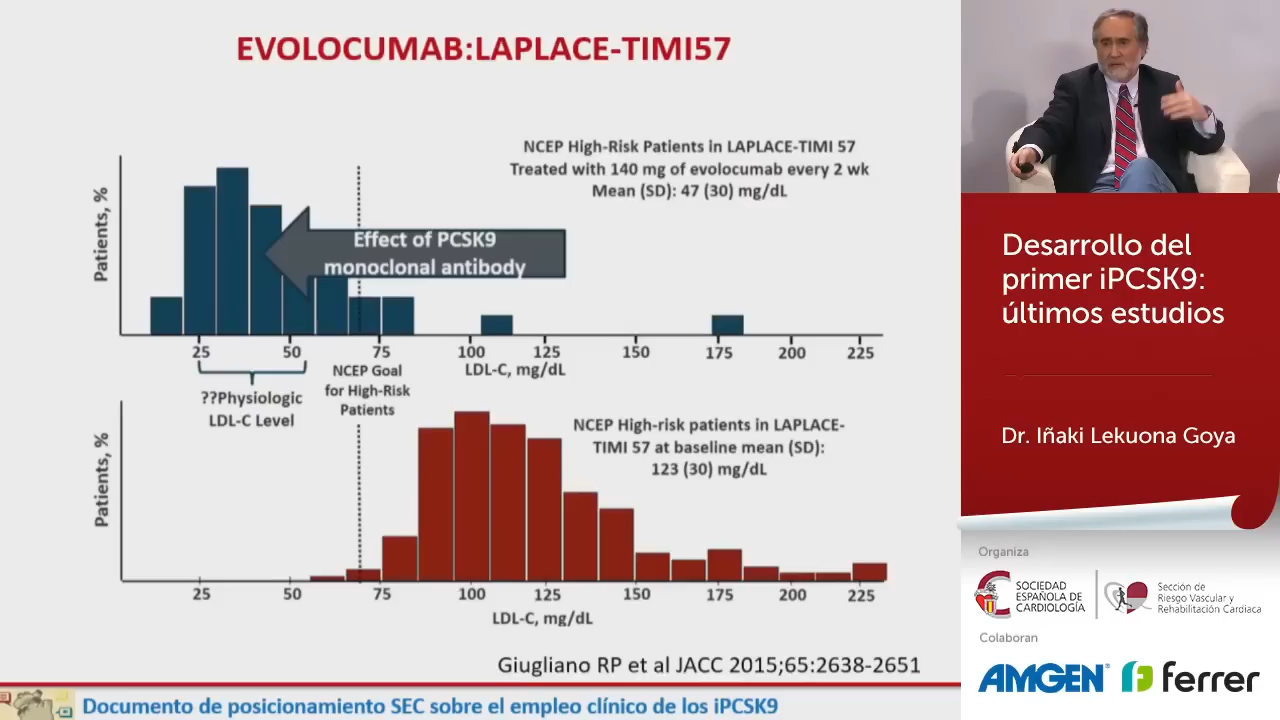 EVOLOCUMAB:LAPLACE-TIMI57
NCEP High-Risk Patients in LAPLACE-TIMI 57
Treated with 140 mg of evolocumab every 2 wk
Mean (SD): 47 (30) mg/dL
Patients, %
Effect of PCSK9
monoclonal antibody
25 50 75 100 125 150 175 200 225
LDL-C, mg/dL
??Physiologic
LDL-C Level
NCEP Goal
for High-Risk
Patients
NCEP High-risk patients in LAPLACE-
TIMI 57 at baseline mean (SD):
123 (30) mg/dL
Patients, %
25 50 75 100 125 150 175 200 225
LDL-C, mg/dL
Giugliano RP et al JACC 2015;65:2638-2651
Documento de posicionamiento SEC sobre el empleo clínico de los iPCSK9
Desarrollo del
primer iPCSK9:
últimos estudios
Dr. Iñaki Lekuona Goya
Organiza
SOCIEDAD
ESPAÑOLA DE
CARDIOLOGÍA
Sección de
Riesgo Vascular y
Rehabilitación Cardiaca
Colaboran
AMGEN®
ferrer